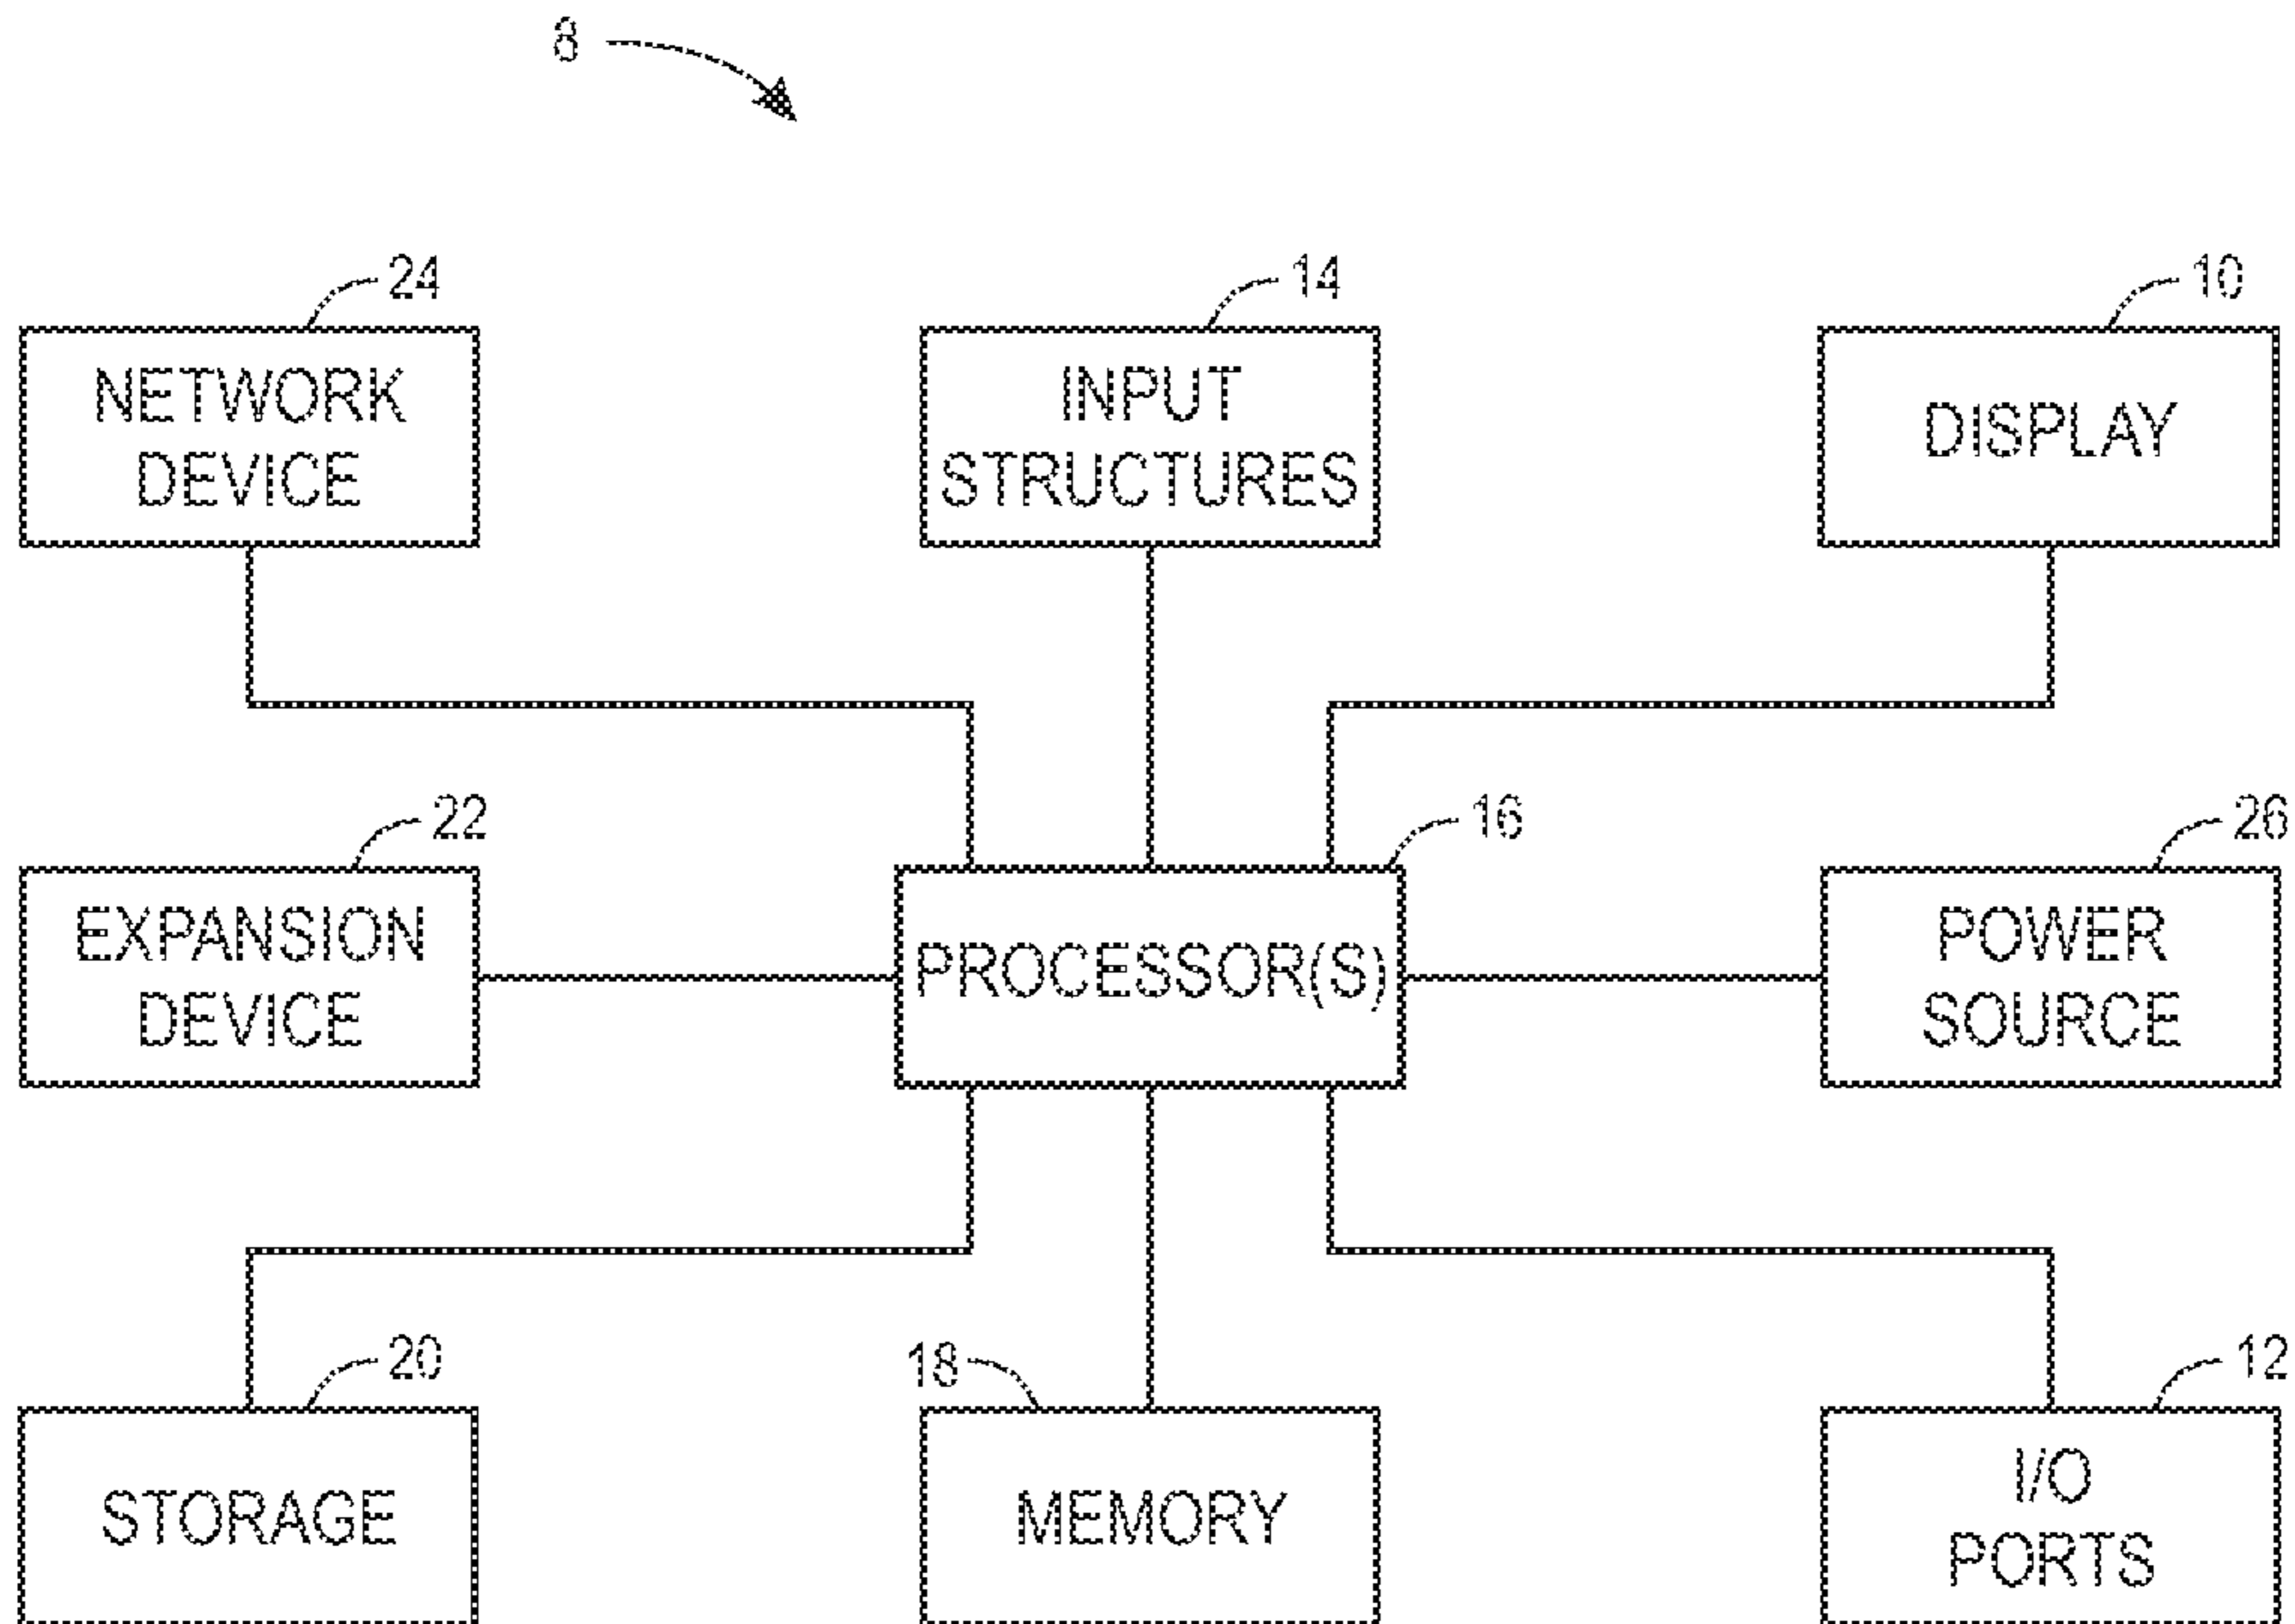 8
24
14
10
NETWORK
DEVICE
INPUT
STRUCTURES
DISPLAY
22
16
26
EXPANSION
DEVICE
PROCESSOR(S)
POWER
SOURCE
20
18
12
STORAGE
MEMORY
I/O
PORTS